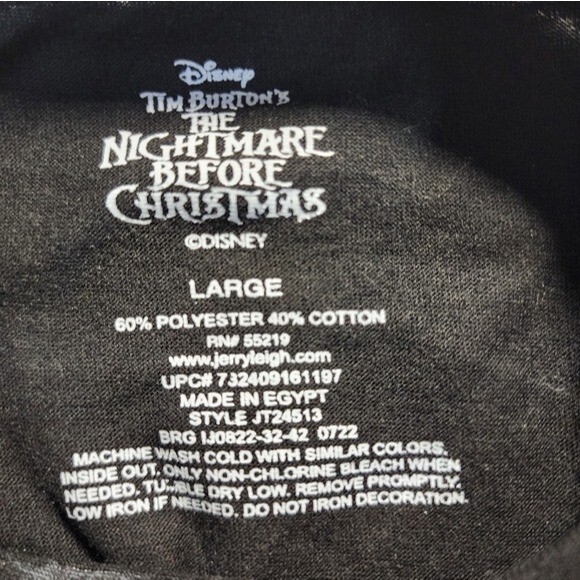 Disney
TIM BURTON'S
THE
NIGHTMARE
BEFORE
CHRISTMAS
©DISNEY
LARGE
60% POLYESTER 40% COTTON
RN# 55219
www.jerryleigh.com
UPC# 732409161197
MADE IN EGYPT
STYLE JT24513
BRG IJ0822-32-42 0722
MACHINE WASH COLD WITH SIMILAR COLORS,
INSIDE OUT. ONLY NON-CHLORINE BLEACH WHEN
NEEDED. TUMBLE DRY LOW. REMOVE PROMPTLY.
LOW IRON IF NEEDED. DO NOT IRON DECORATION.